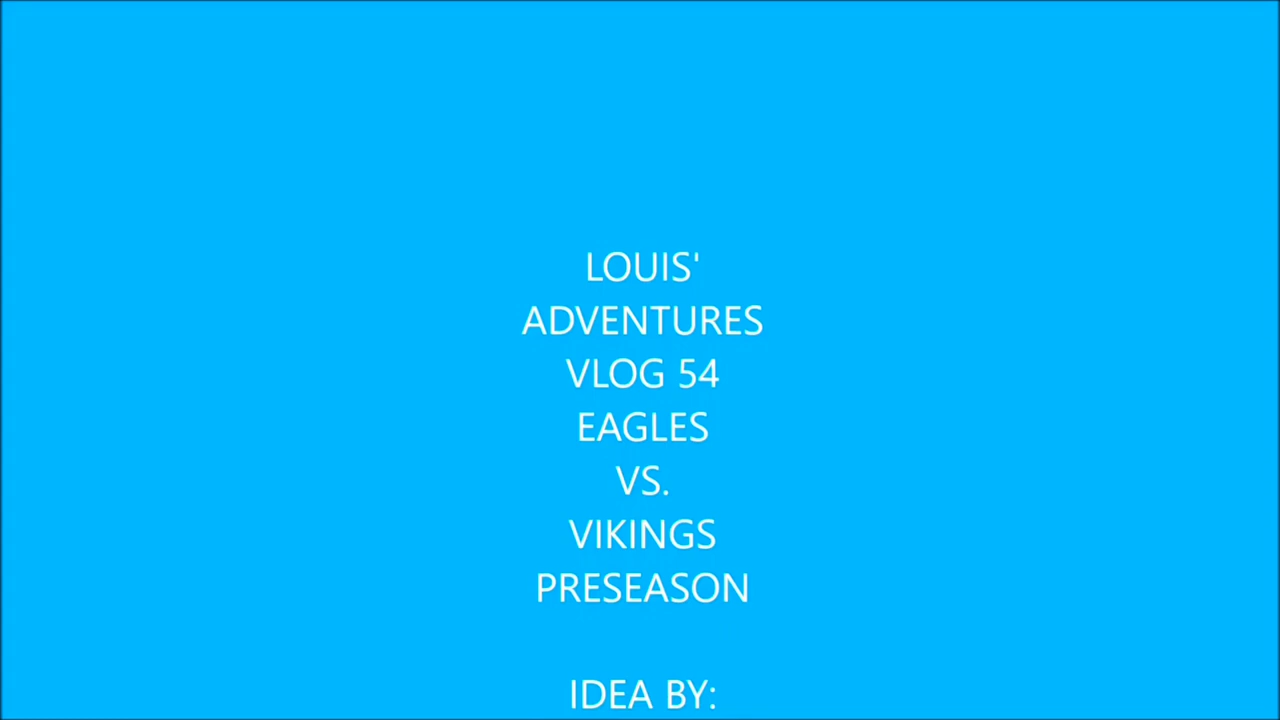 LOUIS'
ADVENTURES
VLOG 54
EAGLES
VS.
VIKINGS
PRESEASON
IDEA BY: